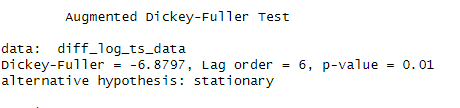 Augmented Dickey-Fuller Test
data:  diff_log_ts_data
Dickey-Fuller = -6.8797, Lag order = 6, p-value = 0.01
alternative hypothesis: stationary